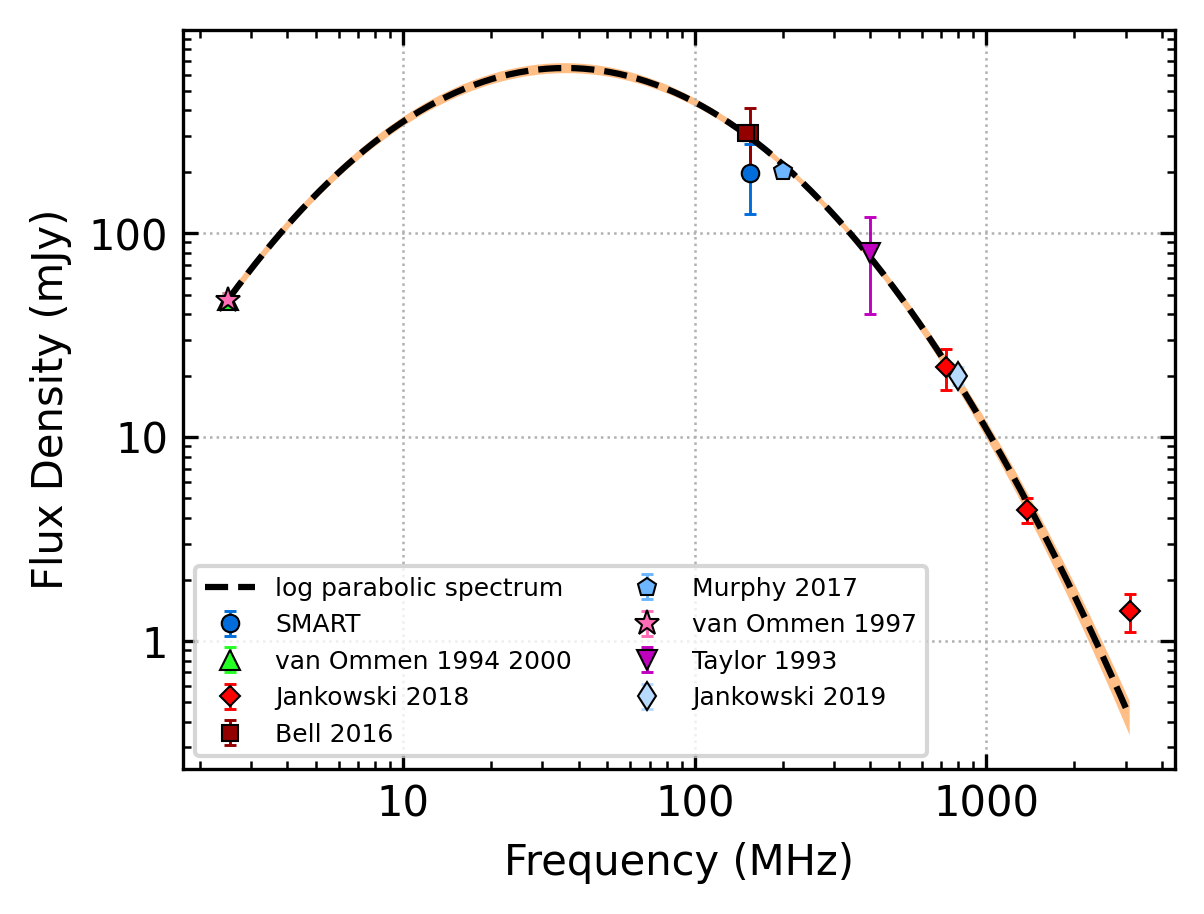 100
10
1
Flux Density (mJy)
log parabolic spectrum
SMART
van Ommen 1994 2000
Jankowski 2018
Bell 2016
Murphy 2017
van Ommen 1997
Taylor 1993
Jankowski 2019
10 100 1000
Frequency (MHz)